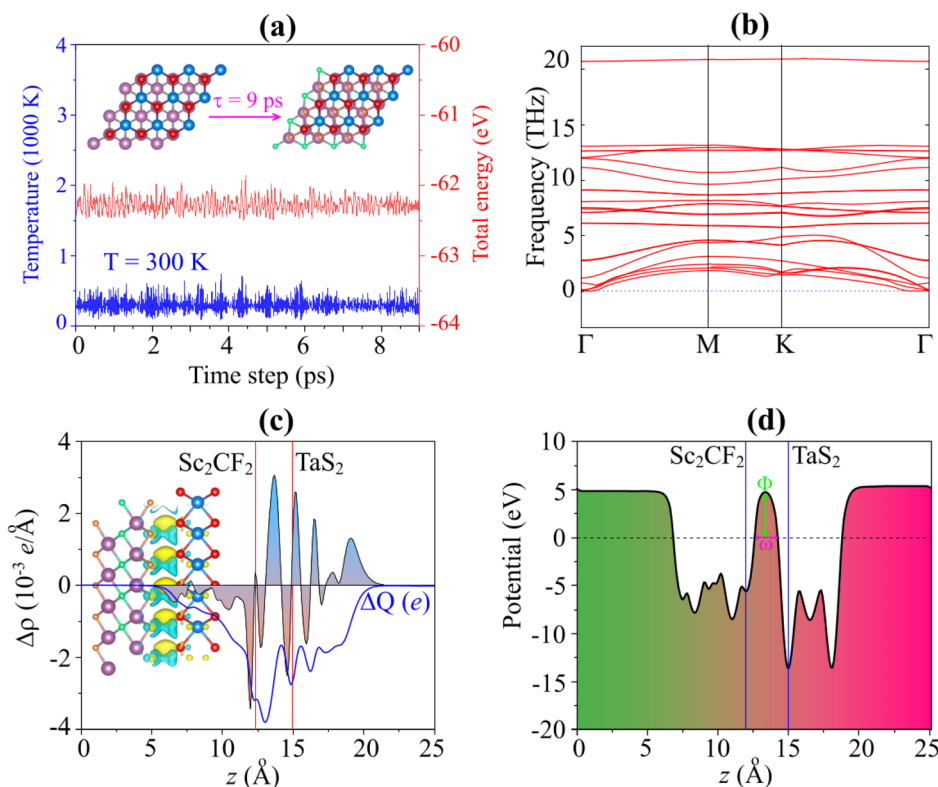 (a)
4
3
2
1
0
Temperature (1000 K)
τ = 9 ps
T = 300 K
-60
-61
-62
-63
-64
Total energy (eV)
0 2 4 6 8
Time step (ps)
(b)
20
15
10
5
0
Frequency (THz)
Γ M K Γ
(c)
4
2
0
-2
-4
Δρ (10⁻³ e/Å)
Sc₂CF₂ TaS₂
ΔQ (e)
0 5 10 15 20 25
z (Å)
(d)
10
5
0
-5
-10
-15
-20
Potential (eV)
Sc₂CF₂ TaS₂
Φ
ω
0 5 10 15 20 25
z (Å)